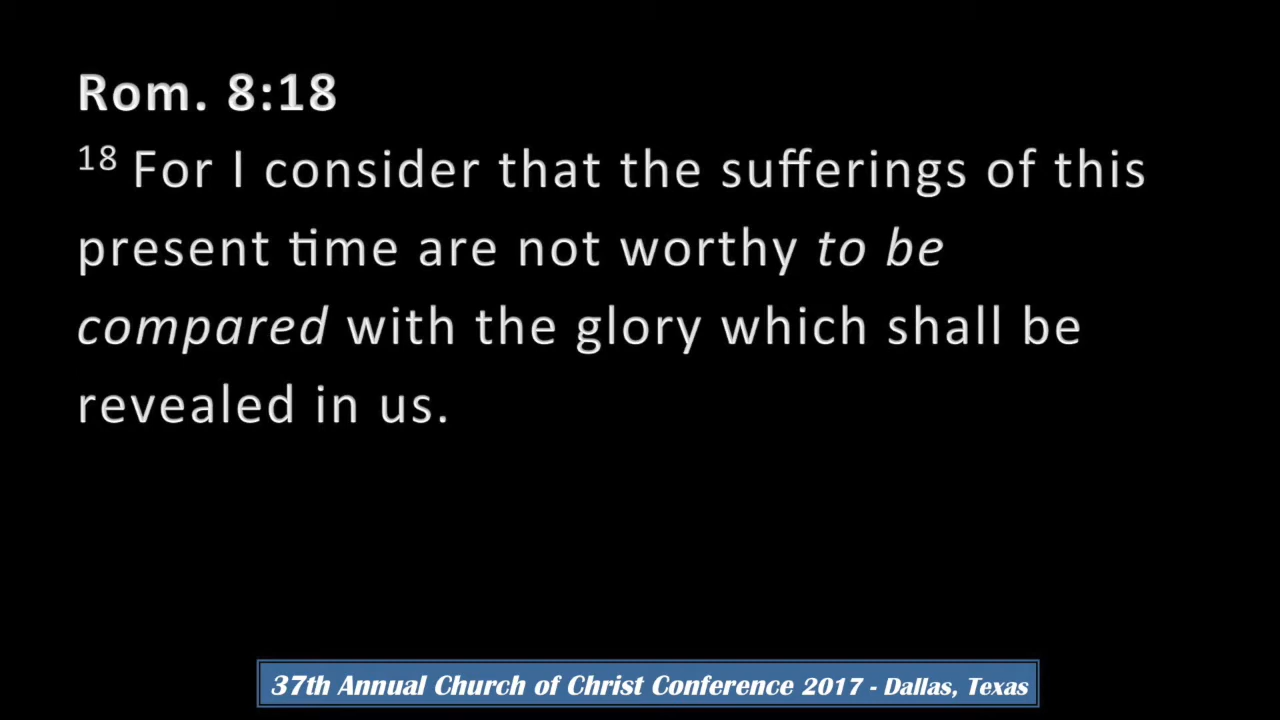 Rom. 8:18
18 For I consider that the sufferings of this
present time are not worthy to be
compared with the glory which shall be
revealed in us.
37th Annual Church of Christ Conference 2017 - Dallas, Texas